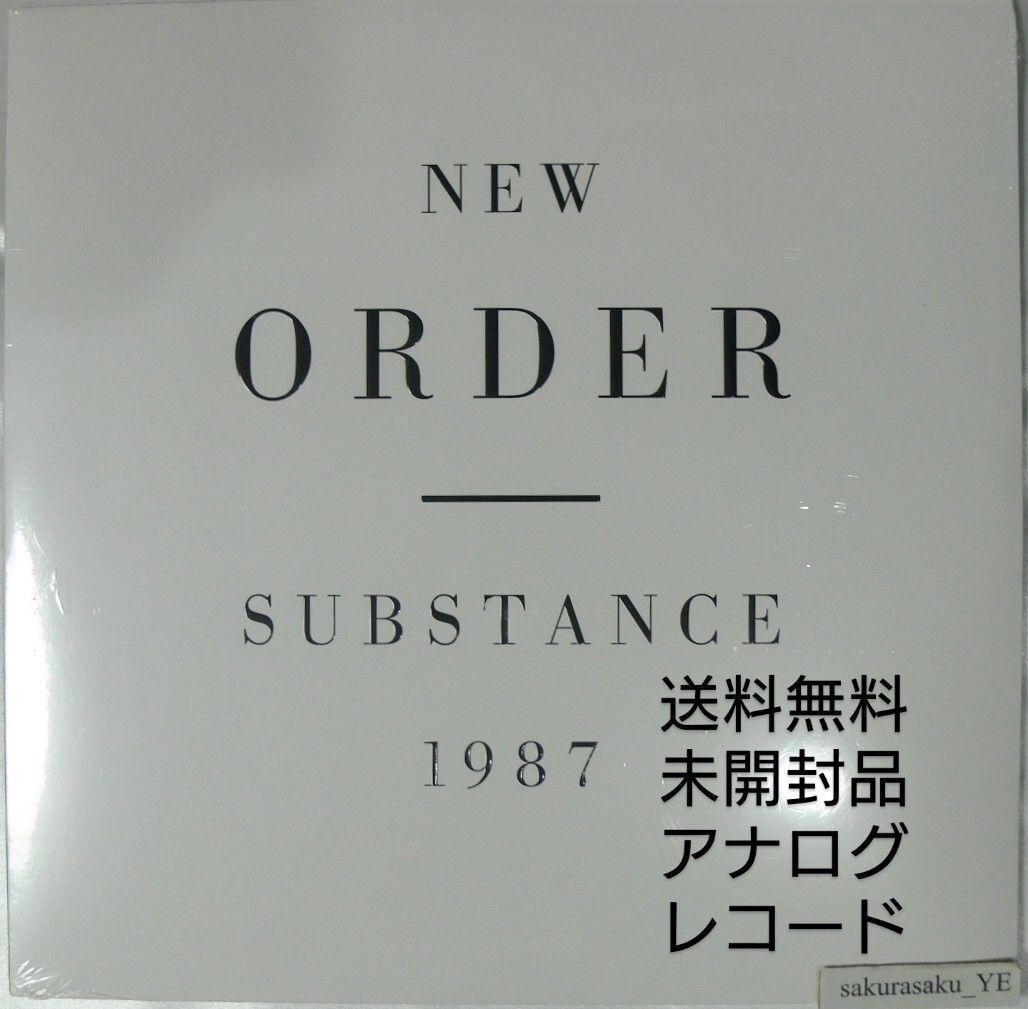 NEW
ORDER
SUBSTANCE
1987
送料無料
未開封品
アナログ
レコード
sakurasaku_YE